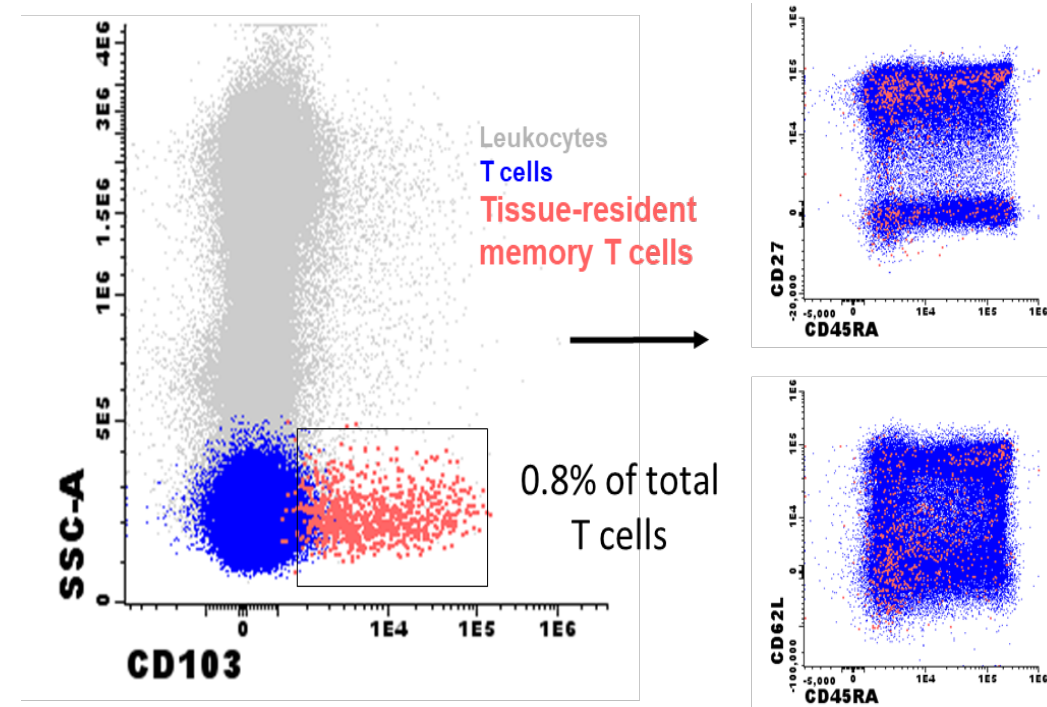 4E6
3E6
1.5E6
1E6
5E5
0
SSC-A
0
1E4
1E5
1E6
CD103
Leukocytes
T cells
Tissue-resident
memory T cells
0.8% of total
T cells
1E6
1E5
1E4
0
-20,000
CD27
-5,000
0
1E4
1E5
1E6
CD45RA
1E6
1E5
1E4
0
-100,000
CD62L
-5,000
0
1E4
1E5
1E6
CD45RA